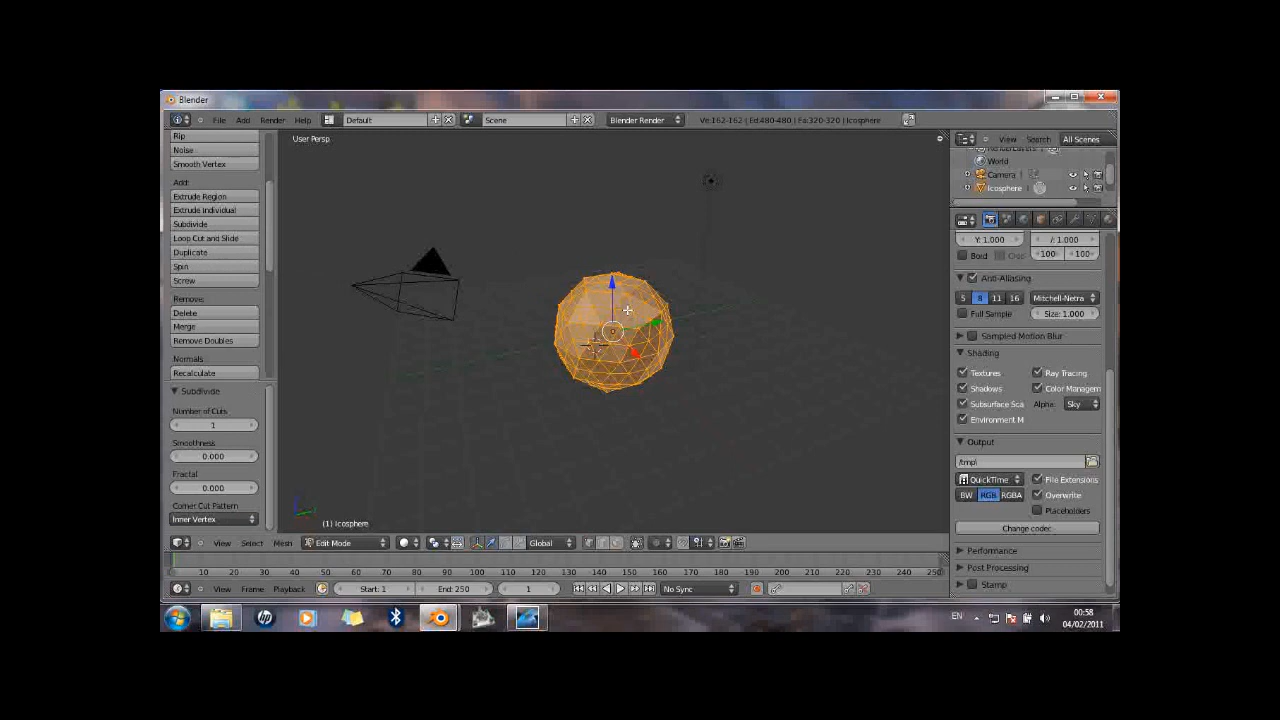 Blender
File Add Render Help Default Scene Blender Render Ve:162-162 | Ed:480-480 | Fa:320-320 | Icosphere
View Search All Scenes
World
Camera
Icosphere
Rip
Noise
Smooth Vertex
Add:
Extrude Region
Extrude Individual
Subdivide
Loop Cut and Slide
Duplicate
Spin
Screw
Remove:
Delete
Merge
Remove Doubles
Normals:
Recalculate
Subdivide
Number of Cuts
1
Smoothness
0.000
Fractal
0.000
Corner Cut Pattern
Inner Vertex
User Persp
(1) Icosphere
Y: 1.000 1.000
Bord 100 100
Anti-Aliasing
5 8 11 16 Mitchell-Netra
Full Sample Size: 1.000
Sampled Motion Blur
Shading
Textures Ray Tracing
Shadows Color Managem
Subsurface Sca Alpha: Sky
Environment M
Output
/tmp\
QuickTime File Extensions
BW RGB RGBA Overwrite
Placeholders
Change codec
Performance
Post Processing
Stamp
View Select Mesh Edit Mode Global
10 20 30 40 50 60 70 80 90 100 110 120 130 140 150 160 170 180 190 200 210 220 230 240 250
View Frame Playback Start: 1 End: 250 1 No Sync
EN 00:58
04/02/2011